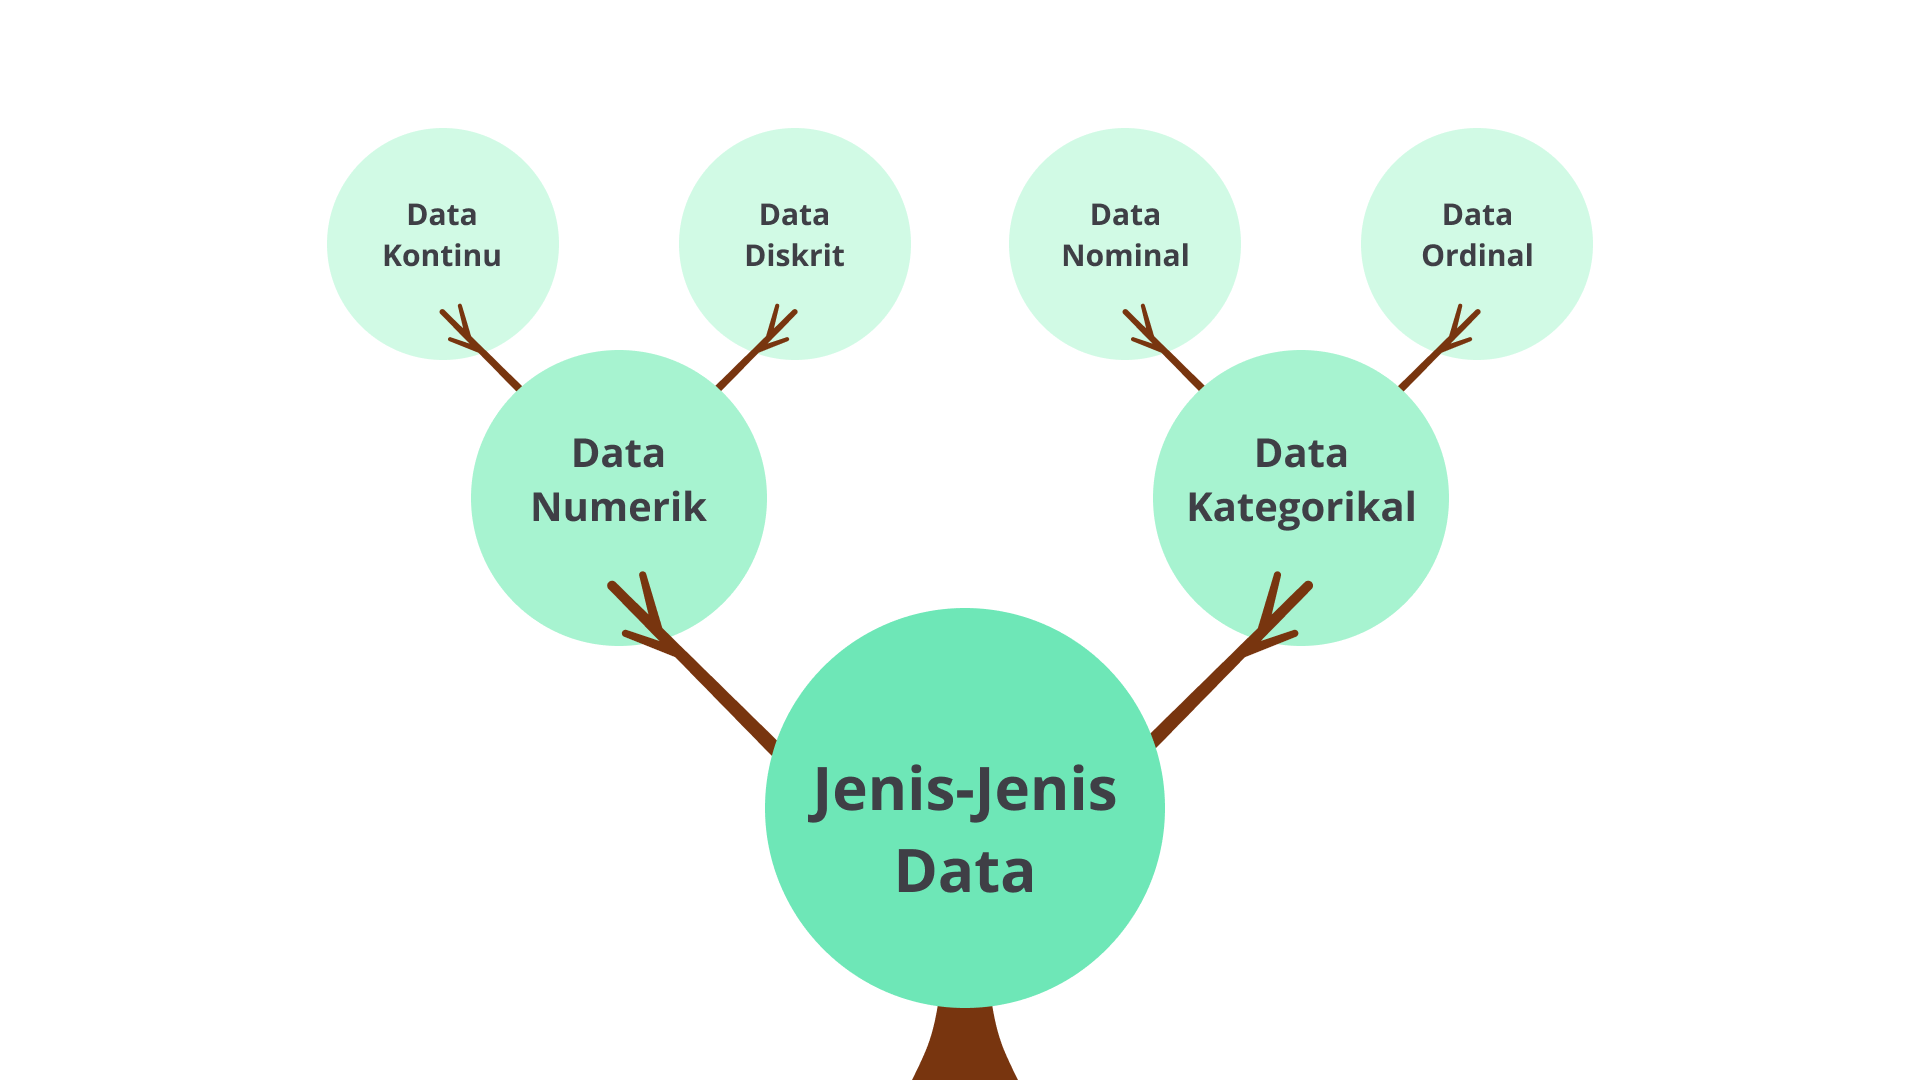 Data
Kontinu
Data
Diskrit
Data
Nominal
Data
Ordinal
Data
Numerik
Data
Kategorikal
Jenis-Jenis
Data